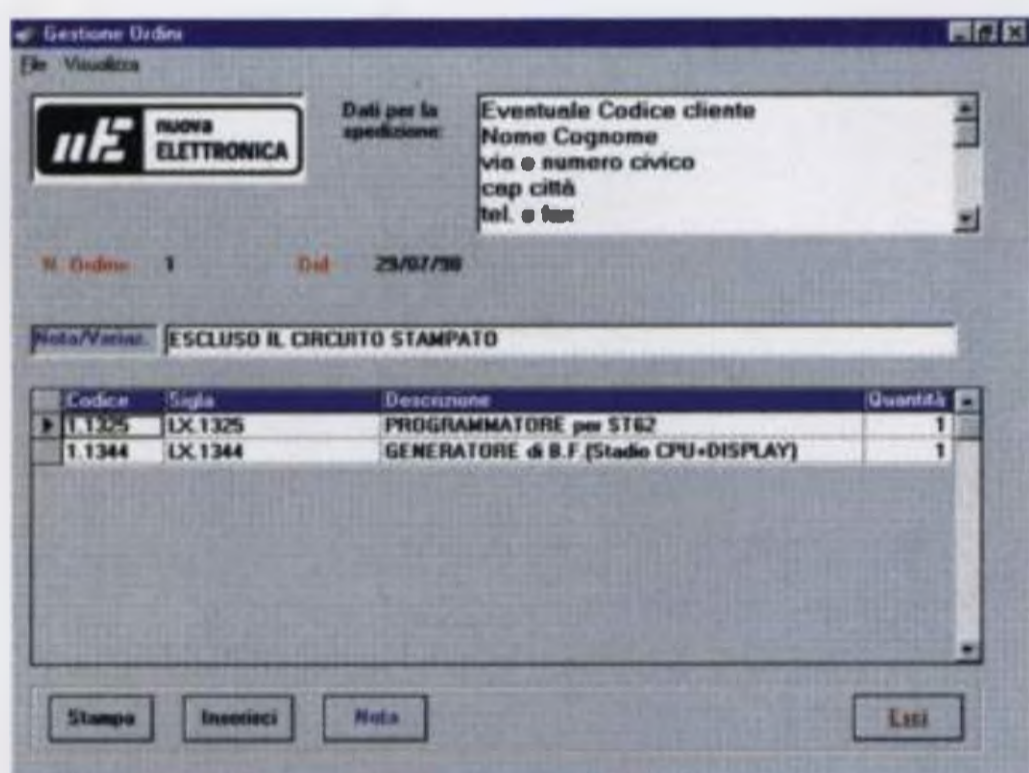 Gestione Ordini
File Visualizza
nE nuova
ELETTRONICA
Dati per la
spedizione:
Eventuale Codice cliente
Nome Cognome
via e numero civico
cap città
tel. e fax
N. Ordine 1 Del 29/07/98
Nota/Variaz. ESCLUSO IL CIRCUITO STAMPATO
Codice Sigla Descrizione Quantità
1.1325 LX.1325 PROGRAMMATORE per ST62 1
1.1344 LX.1344 GENERATORE di B.F.(Stadio CPU+DISPLAY) 1
Stampa Inserisci Nota Esci